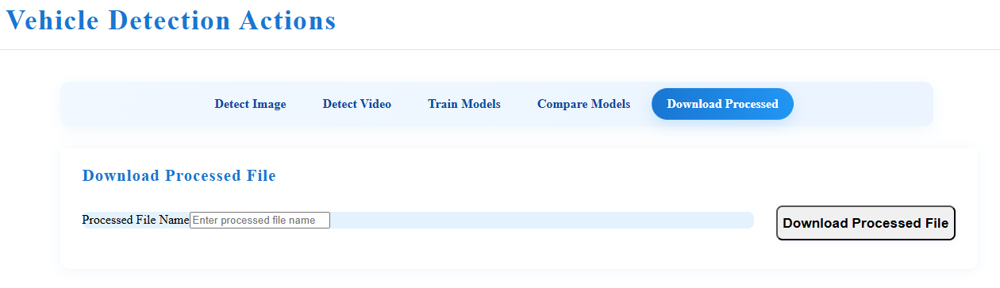 Vehicle Detection Actions
Detect Image Detect Video Train Models Compare Models Download Processed
Download Processed File
Processed File Name Enter processed file name Download Processed File